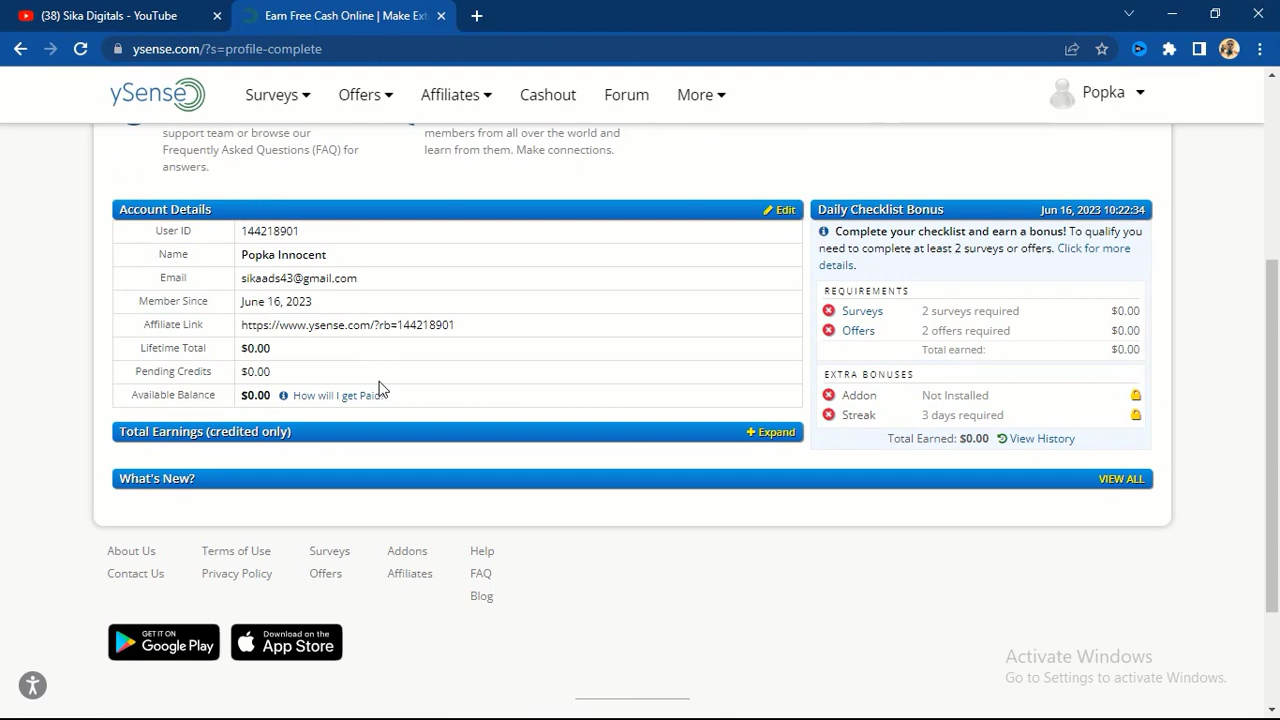 (38) Sika Digitals - YouTube
Earn Free Cash Online | Make Ext
ysense.com/?s=profile-complete
ySense
Surveys
Offers
Affiliates
Cashout
Forum
More
Popka
support team or browse our
Frequently Asked Questions (FAQ) for
answers.
members from all over the world and
learn from them. Make connections.
Account Details
Edit
User ID 144218901
Name Popka Innocent
Email sikaads43@gmail.com
Member Since June 16, 2023
Affiliate Link https://www.ysense.com/?rb=144218901
Lifetime Total $0.00
Pending Credits $0.00
Available Balance $0.00 How will I get Paid
Total Earnings (credited only)
+ Expand
Daily Checklist Bonus
Jun 16, 2023 10:22:34
Complete your checklist and earn a bonus! To qualify you
need to complete at least 2 surveys or offers. Click for more
details.
REQUIREMENTS
Surveys 2 surveys required $0.00
Offers 2 offers required $0.00
Total earned: $0.00
EXTRA BONUSES
Addon Not Installed
Streak 3 days required
Total Earned: $0.00 View History
What's New?
VIEW ALL
About Us
Terms of Use
Surveys
Addons
Help
Contact Us
Privacy Policy
Offers
Affiliates
FAQ
Blog
GET IT ON
Google Play
Download on the
App Store
Activate Windows
Go to Settings to activate Windows.